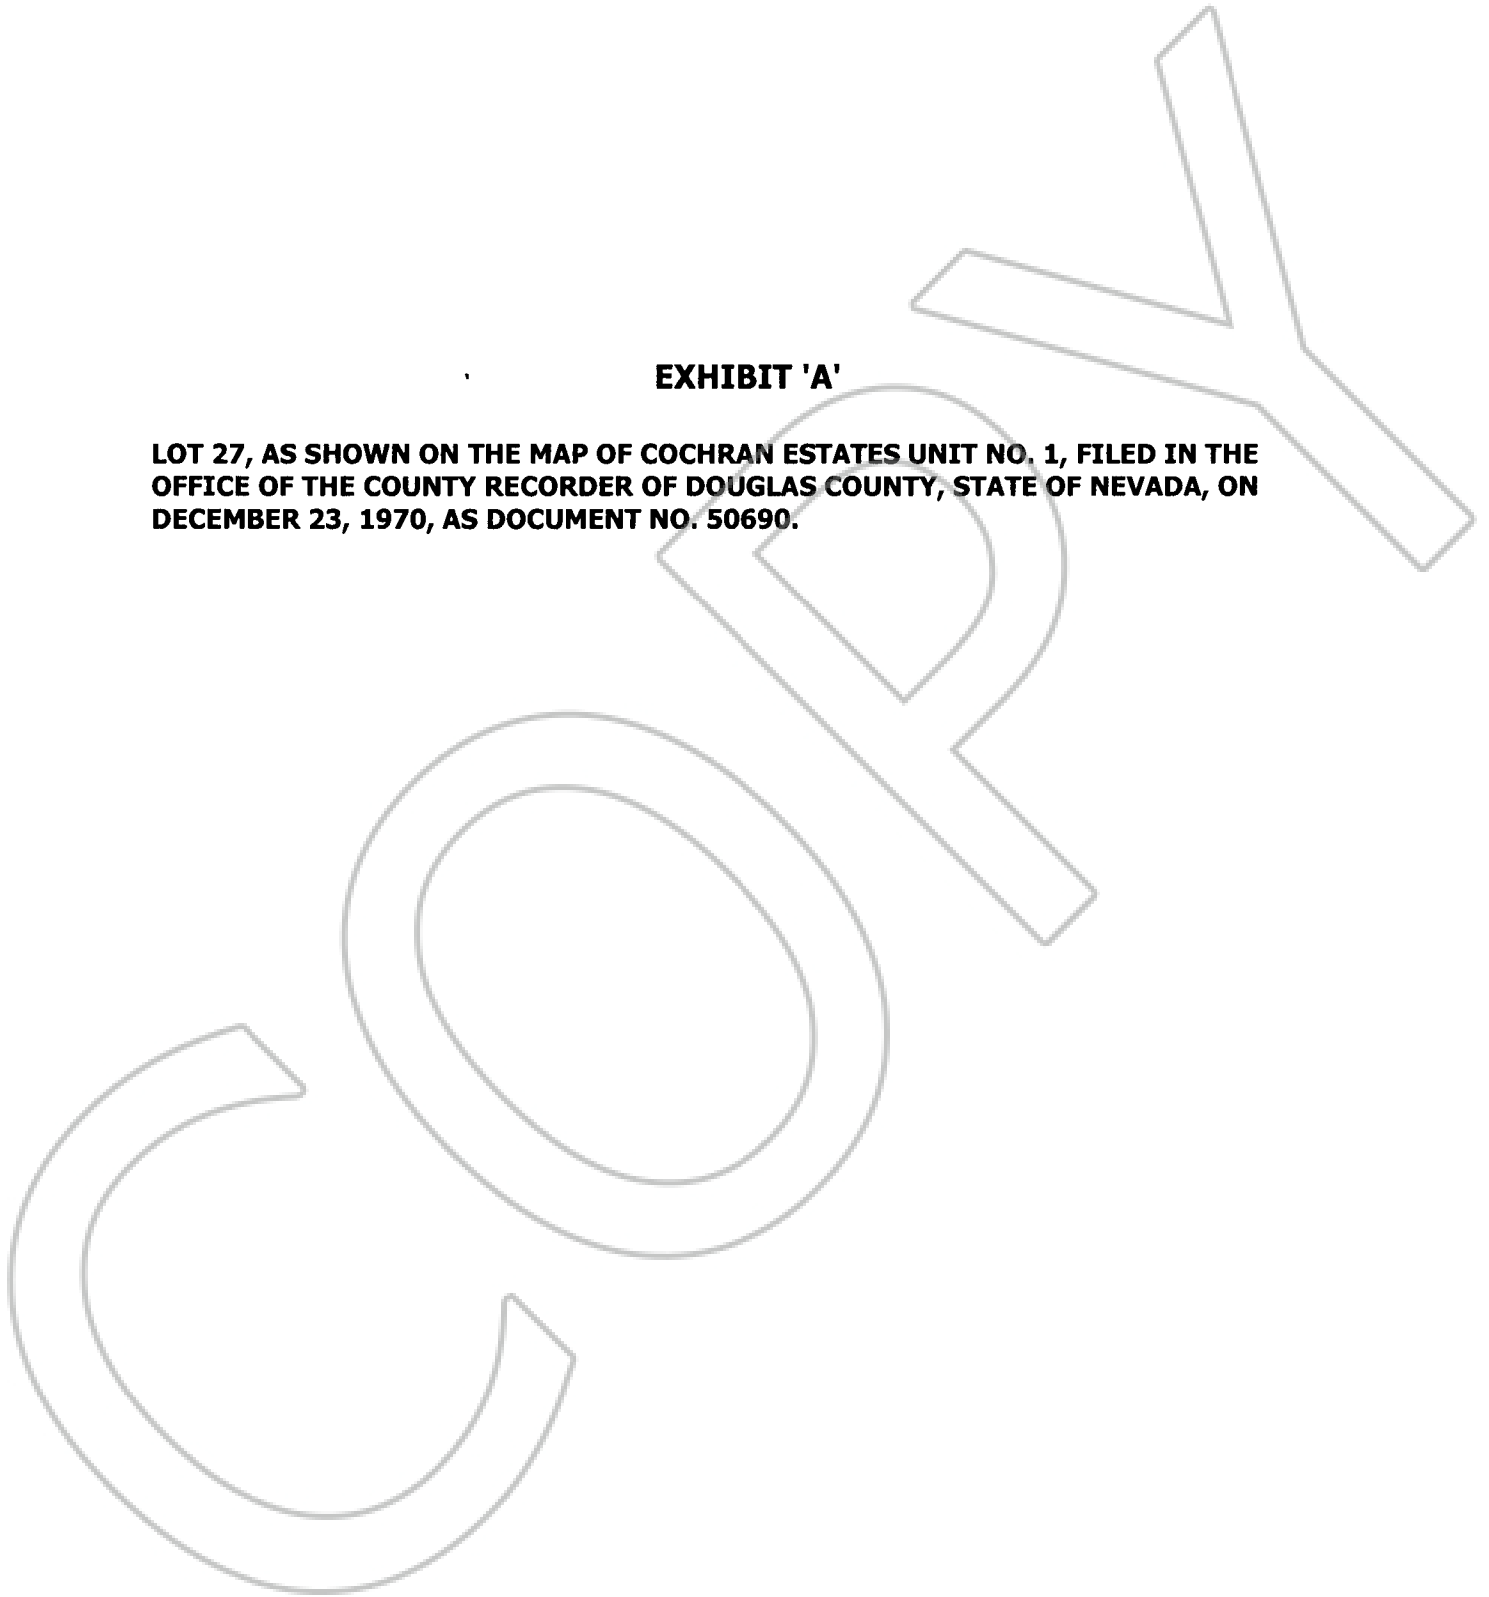 EXHIBIT 'A'
LOT 27, AS SHOWN ON THE MAP OF COCHRAN ESTATES UNIT NO. 1, FILED IN THE
OFFICE OF THE COUNTY RECORDER OF DOUGLAS COUNTY, STATE OF NEVADA, ON
DECEMBER 23, 1970, AS DOCUMENT NO. 50690.
COPY